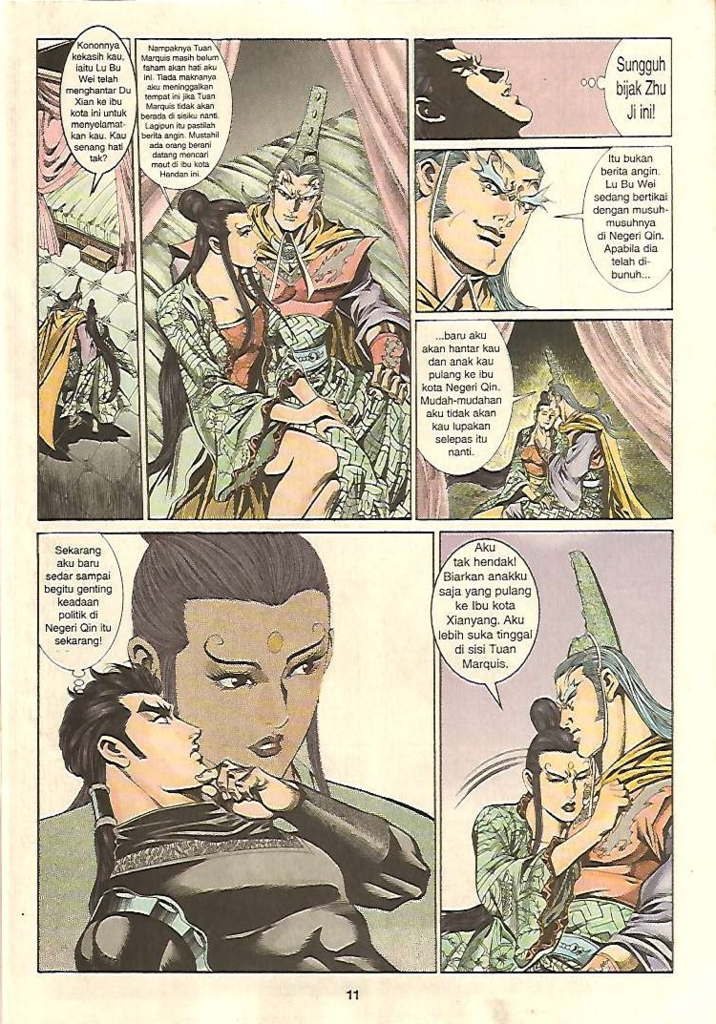 Kononnya
kekasih kau,
iaitu Lu Bu
Wei telah
menghantar Du
Xian ke ibu
kota ini untuk
menyelamat-
kan kau. Kau
senang hati
tak?
Nampaknya Tuan
Marquis masih belum
faham akan hati aku
ini. Tiada maknanya
aku meninggalkan
tempat ini jika Tuan
Marquis tidak akan
berada di sisiku nanti.
Lagipun ini pastilah
berita angin. Mustahil
ada orang berani
datang mencari
maut di ibu kota
Handan ini.
Sungguh
bijak Zhu
Ji ini!
Itu bukan
berita angin.
Lu Bu Wei
sedang bertikai
dengan musuh-
musuhnya
di Negeri Qin.
Apabila dia
telah di-
bunuh...
...baru aku
akan hantar kau
dan anak kau
pulang ke ibu
kota Negeri Qin.
Mudah-mudahan
aku tidak akan
kau lupakan
selepas itu
nanti.
Sekarang
aku baru
sedar sampai
begitu genting
keadaan
politik di
Negeri Qin itu
sekarang!
Aku
tak hendak!
Biarkan anakku
saja yang pulang
ke Ibu kota
Xianyang. Aku
lebih suka tinggal
di sisi Tuan
Marquis.
11